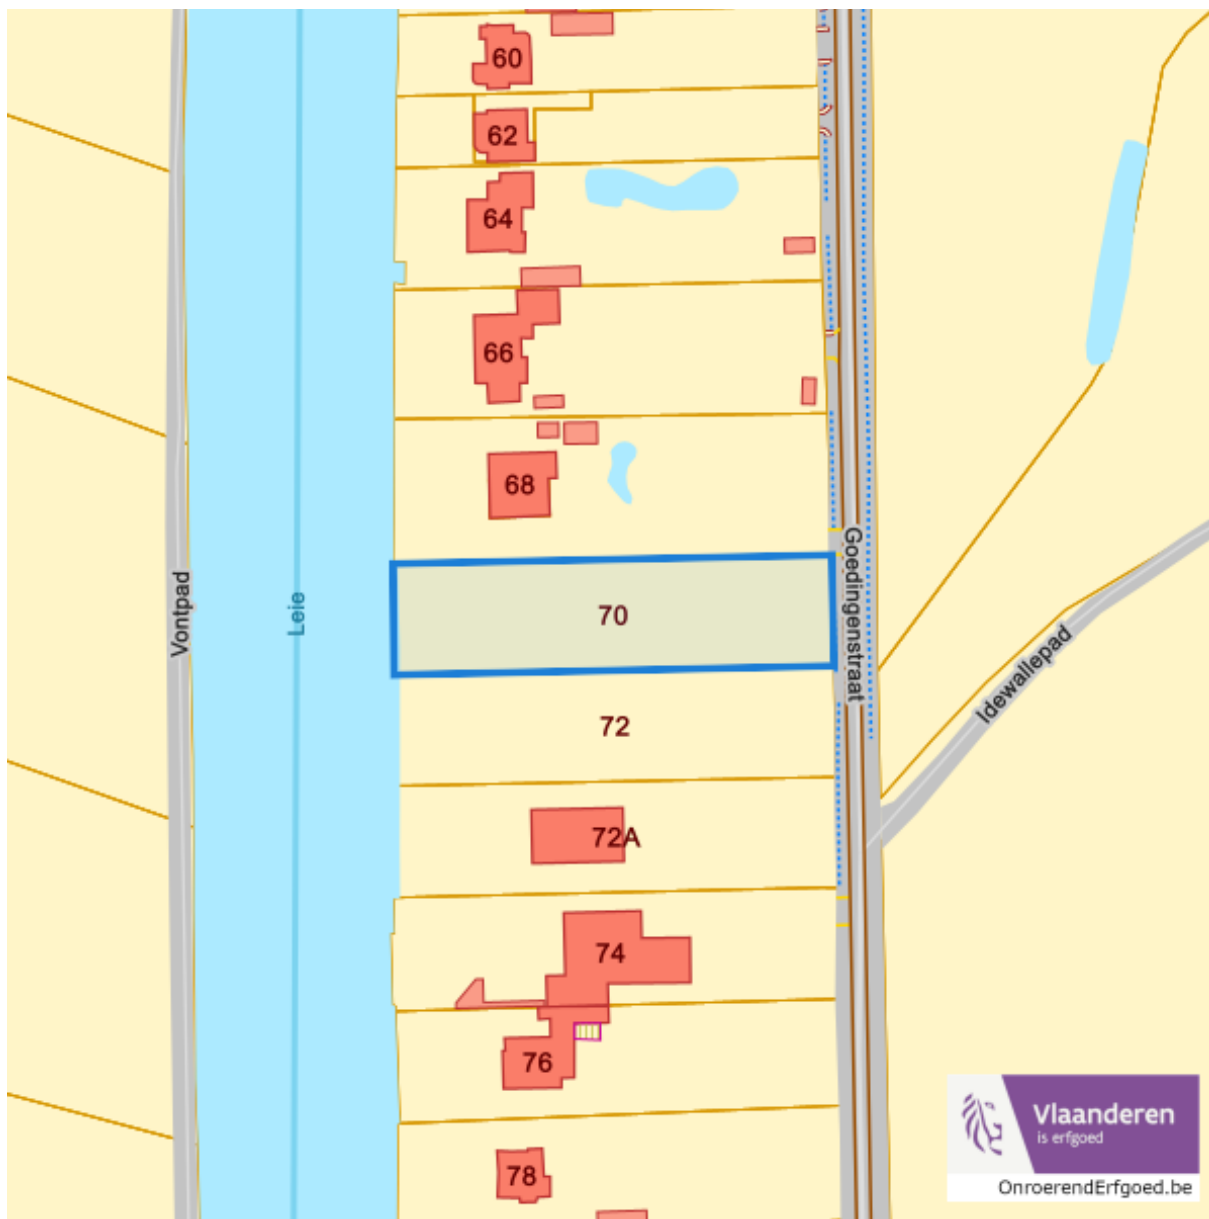 60
62
64
66
68
70
72
72A
74
76
78
Vontpad
Leie
Goedingenstraat
Idewallepad
Vlaanderen
is erfgoed
OnroerendErfgoed.be